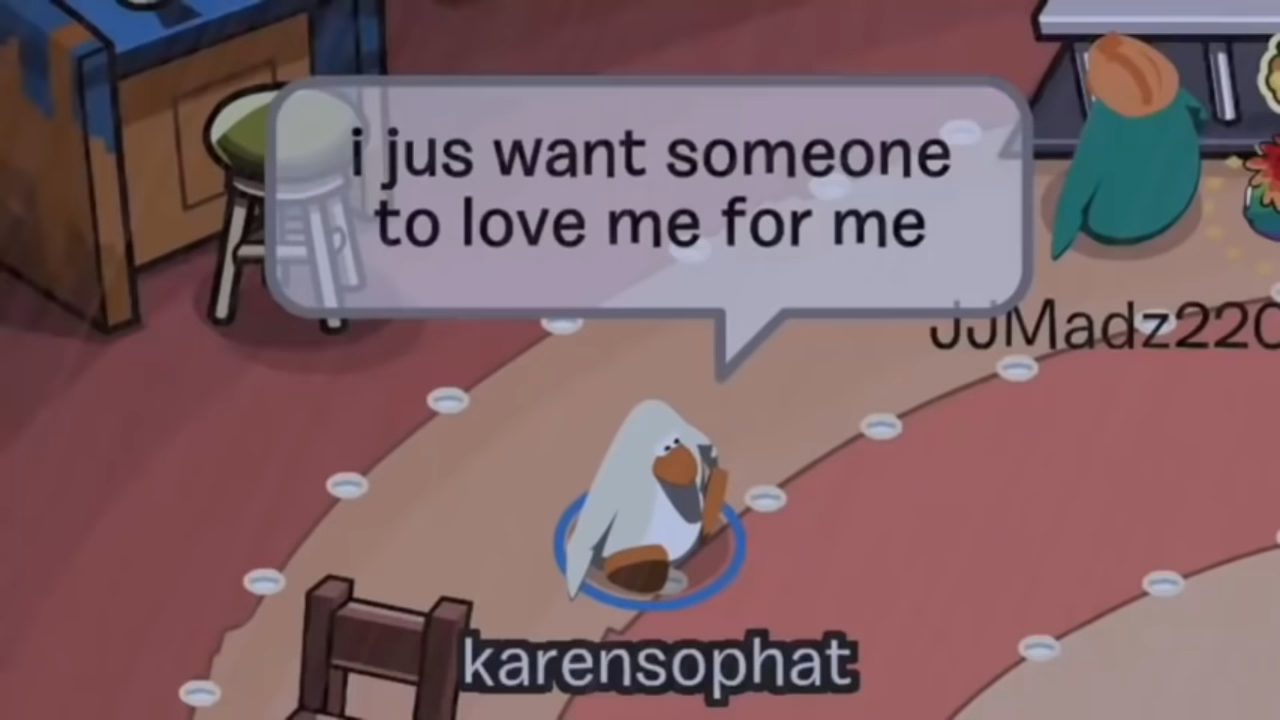 i jus want someone
to love me for me
JJMadz220
karensophat